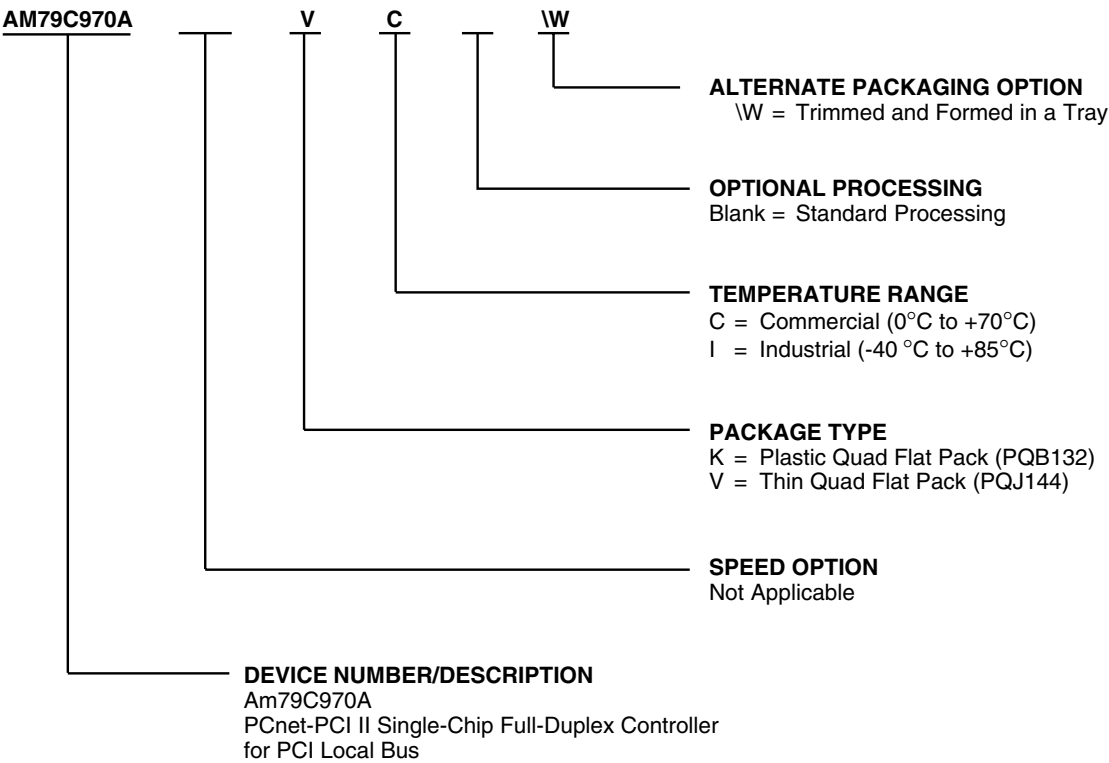 AM79C970A V C \W
ALTERNATE PACKAGING OPTION
\W = Trimmed and Formed in a Tray
OPTIONAL PROCESSING
Blank = Standard Processing
TEMPERATURE RANGE
C = Commercial (0°C to +70°C)
I = Industrial (-40 °C to +85°C)
PACKAGE TYPE
K = Plastic Quad Flat Pack (PQB132)
V = Thin Quad Flat Pack (PQJ144)
SPEED OPTION
Not Applicable
DEVICE NUMBER/DESCRIPTION
Am79C970A
PCnet-PCI II Single-Chip Full-Duplex Controller
for PCI Local Bus